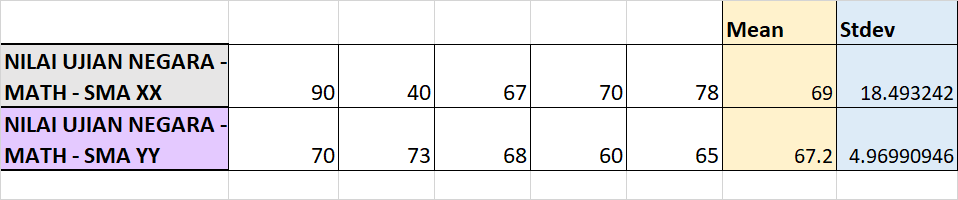 Mean Stdev
NILAI UJIAN NEGARA -
MATH - SMA XX 90 40 67 70 78 69 18.493242
NILAI UJIAN NEGARA -
MATH - SMA YY 70 73 68 60 65 67.2 4.96990946